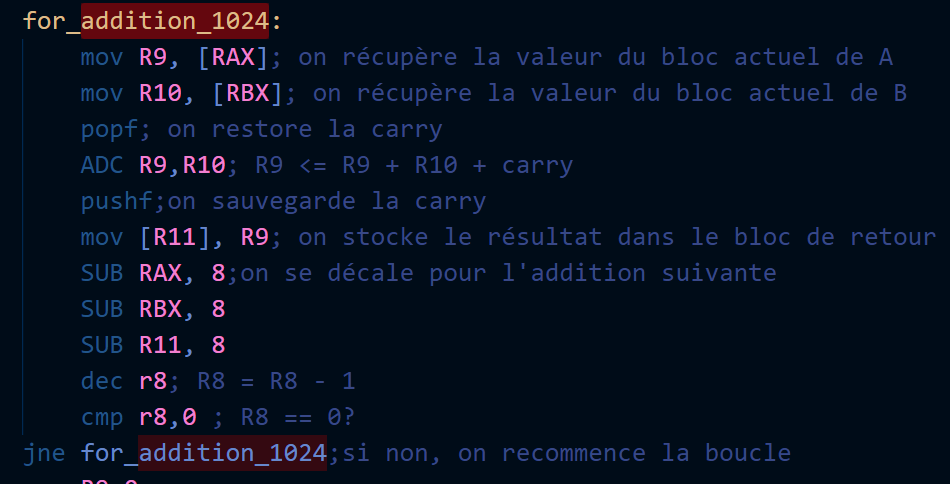 for_addition_1024:
mov R9, [RAX]; on récupère la valeur du bloc actuel de A
mov R10, [RBX]; on récupère la valeur du bloc actuel de B
popf; on restore la carry
ADC R9,R10; R9 <= R9 + R10 + carry
pushf;on sauvegarde la carry
mov [R11], R9; on stocke le résultat dans le bloc de retour
SUB RAX, 8;on se décale pour l'addition suivante
SUB RBX, 8
SUB R11, 8
dec r8; R8 = R8 - 1
cmp r8,0 ; R8 == 0?
jne for_addition_1024;si non, on recommence la boucle